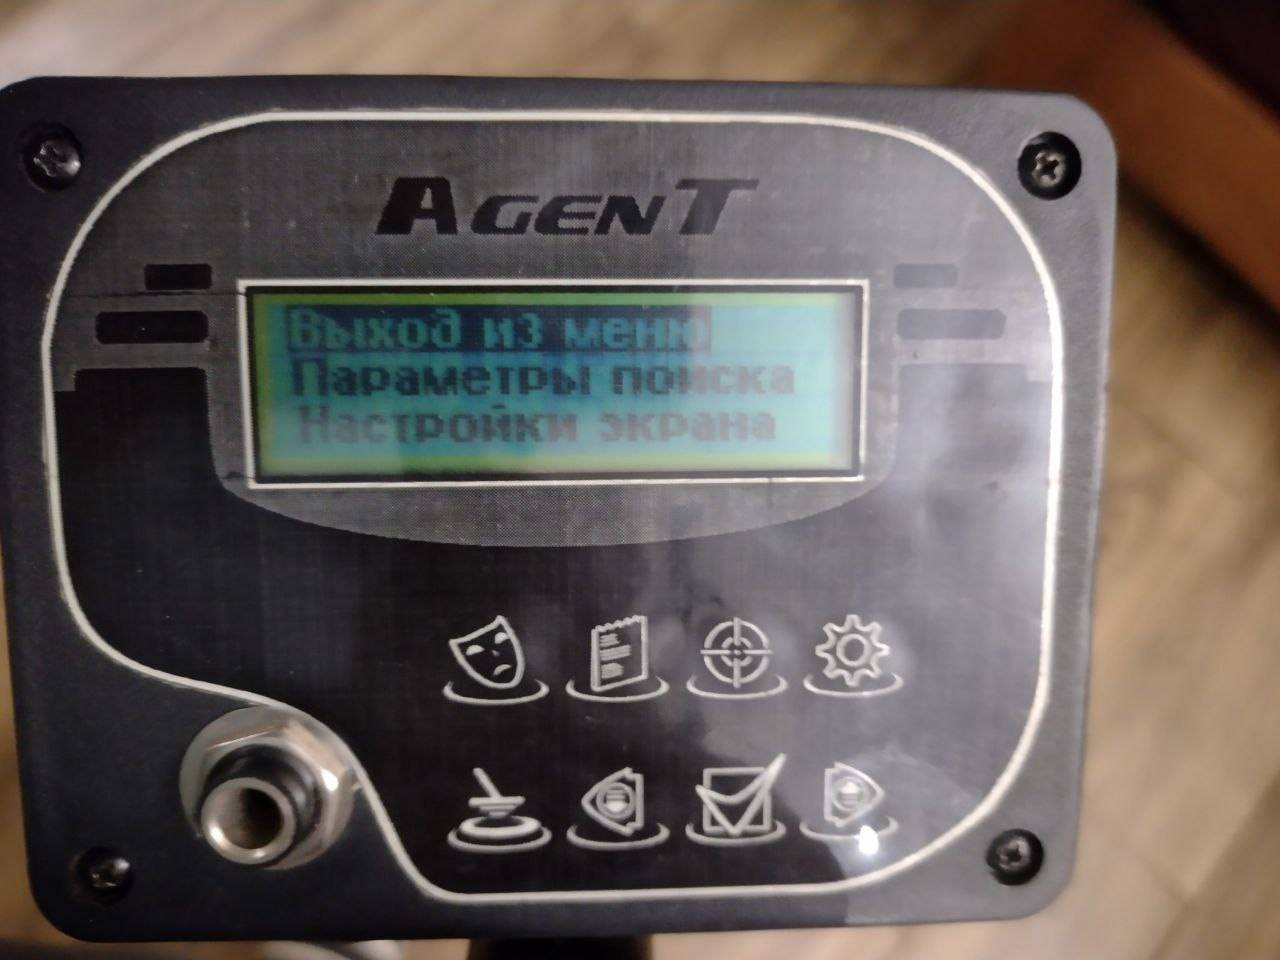 AGENT
Выход из меню
Параметры поиска
Настройки экрана